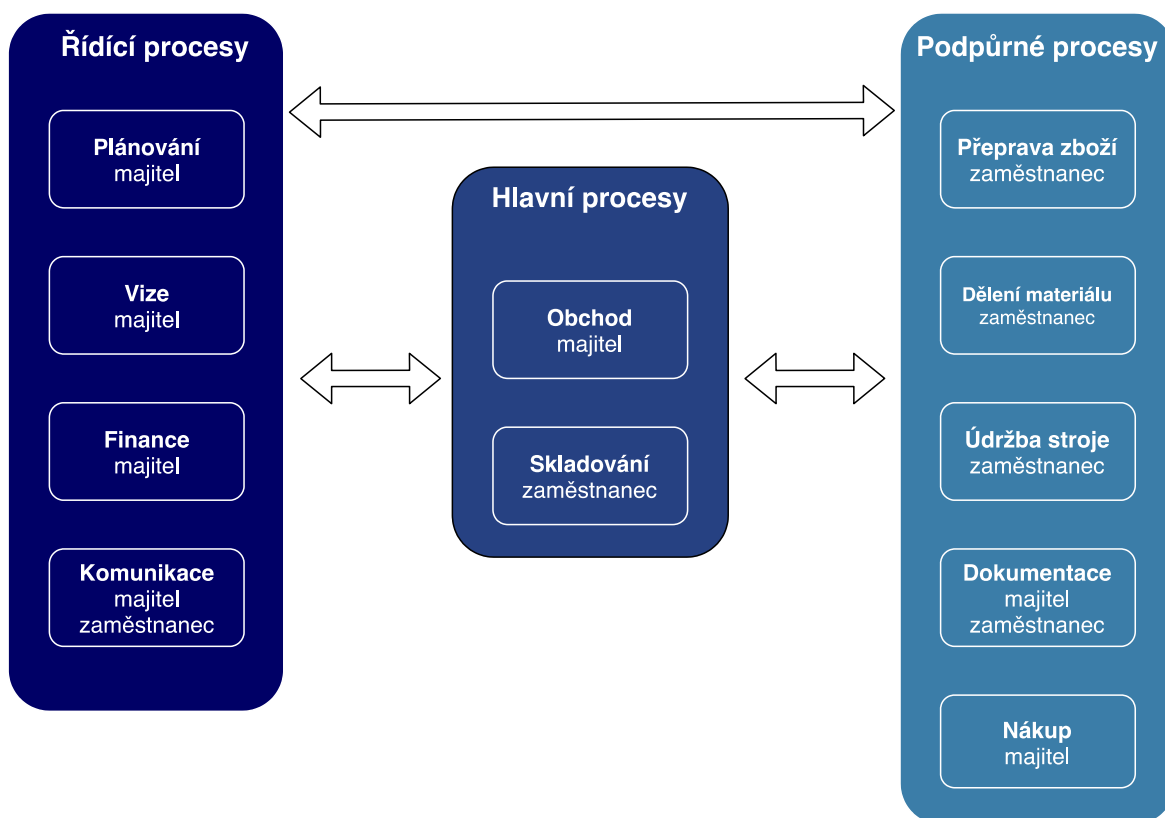 Řídící procesy
Plánování
majitel
Vize
majitel
Finance
majitel
Komunikace
majitel
zaměstnanec
Hlavní procesy
Obchod
majitel
Skladování
zaměstnanec
Podpůrné procesy
Přeprava zboží
zaměstnanec
Dělení materiálu
zaměstnanec
Údržba stroje
zaměstnanec
Dokumentace
majitel
zaměstnanec
Nákup
majitel